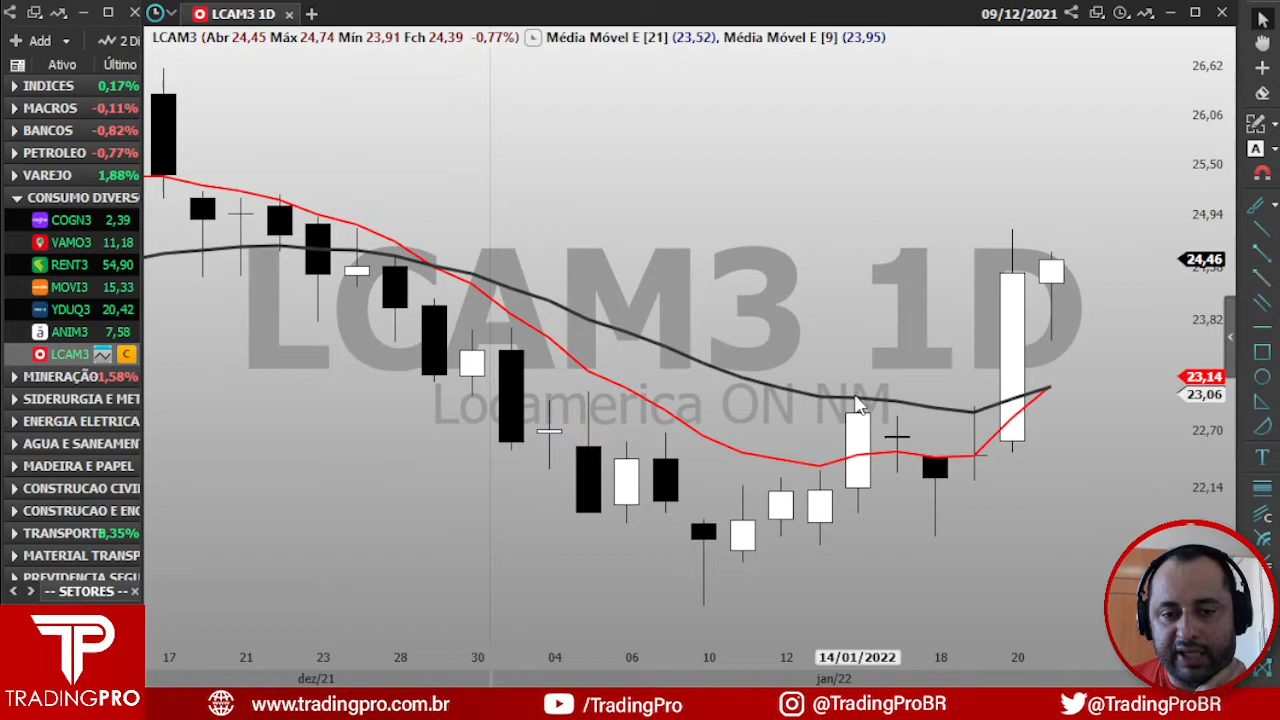 LCAM3 1D
09/12/2021
Add
2 Di
LCAM3 (Abr 24,45 Máx 24,74 Mín 23,91 Fch 24,39 -0,77%) Média Móvel E [21] (23,52), Média Móvel E [9] (23,95)
Ativo Último
INDICES 0,17%
MACROS -0,11%
BANCOS -0,82%
PETROLEO -0,77%
VAREJO 1,88%
CONSUMO DIVERS
COGN3 2,39
VAMO3 11,18
RENT3 54,90
MOVI3 15,33
YDUQ3 20,42
ANIM3 7,58
LCAM3 C
MINERAÇÃO 1,58%
SIDERURGIA E MET
ENERGIA ELETRICA
AGUA E SANEAMEN
MADEIRA E PAPEL
CONSTRUCAO CIVI
CONSTRUCAO E ENG
TRANSPORTE 0,35%
MATERIAL TRANSP
PREVIDENCIA SEGU
-- SETORES --
LCAM3 1D
Locamerica ON NM
26,62
26,06
25,50
24,94
24,46
23,82
23,14
23,06
22,70
22,14
A
T
17 21 23 28 30 04 06 10 12 14/01/2022 18 20
dez/21 jan/22
TP
TRADINGPRO
www.tradingpro.com.br
/TradingPro
@TradingProBR
@TradingProBR